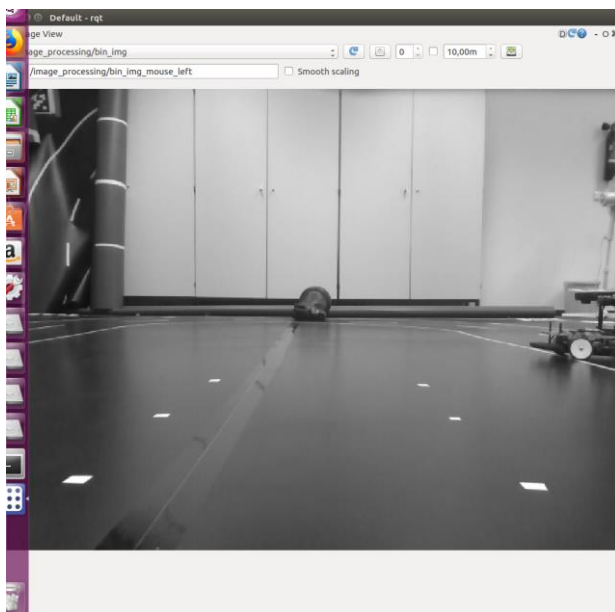 Default - rqt
age View
D
- O
age_processing/bin_img
0
10,00m
/image_processing/bin_img_mouse_left
Smooth scaling
a